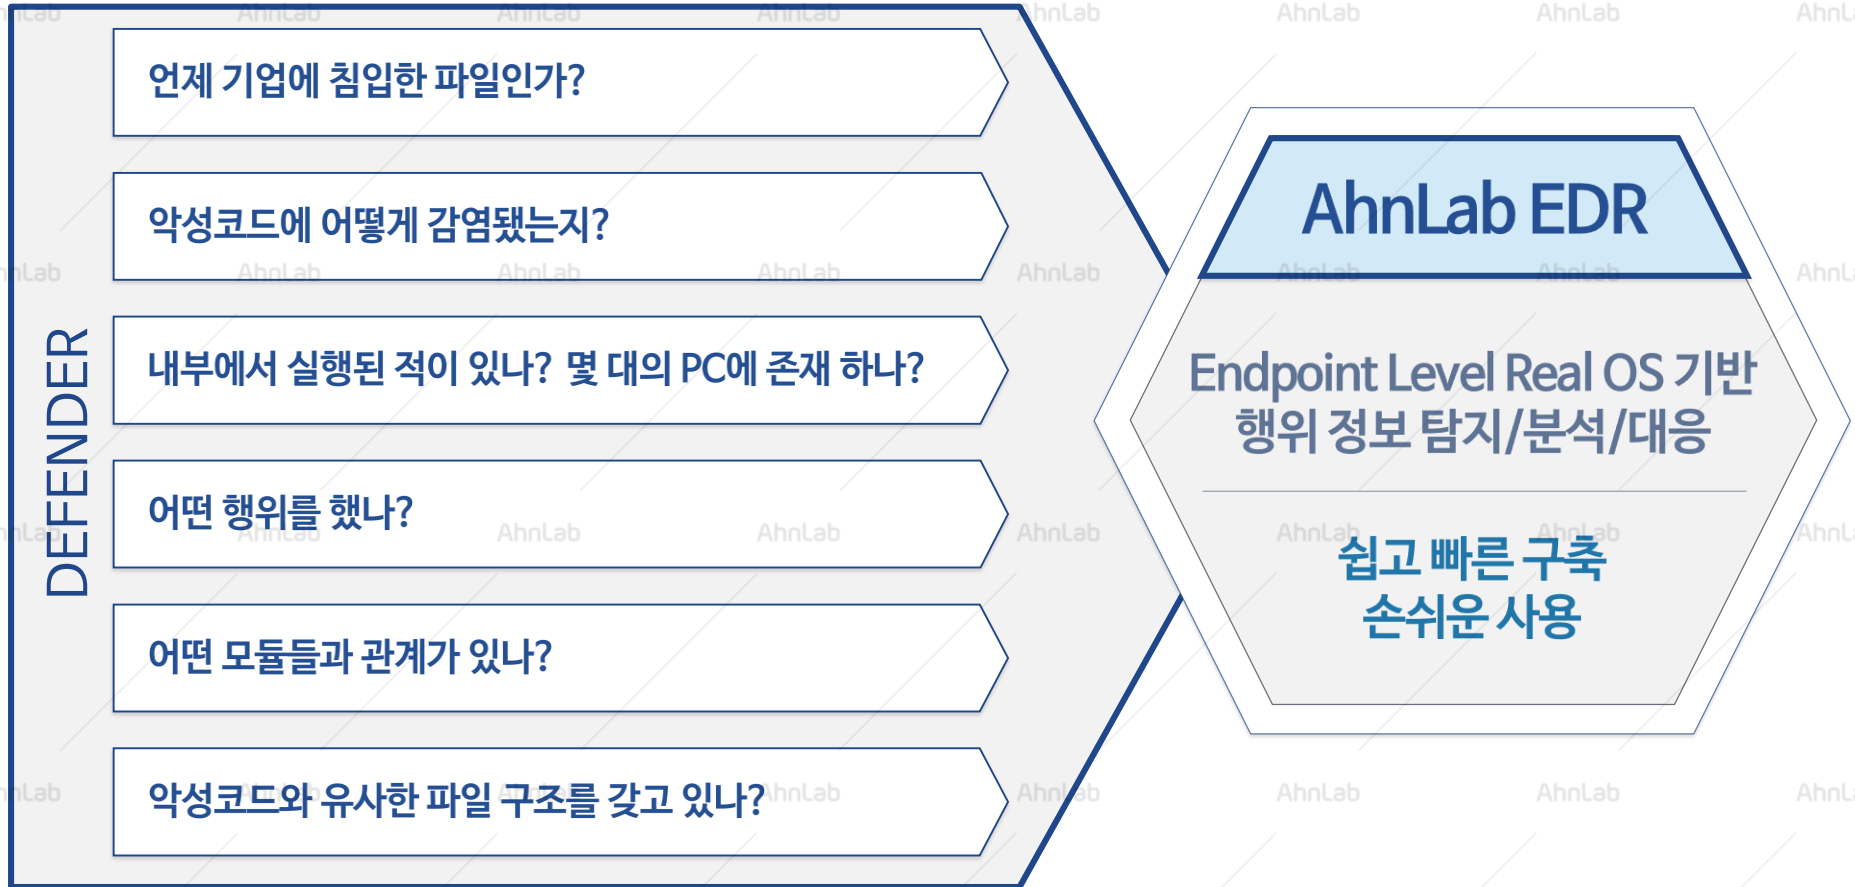 DEFENDER
언제 기업에 침입한 파일인가?
악성코드에 어떻게 감염됐는지?
내부에서 실행된 적이 있나? 몇 대의 PC에 존재 하나?
어떤 행위를 했나?
어떤 모듈들과 관계가 있나?
악성코드와 유사한 파일 구조를 갖고 있나?
AhnLab EDR
Endpoint Level Real OS 기반
행위 정보 탐지/분석/대응
쉽고 빠른 구축
손쉬운 사용